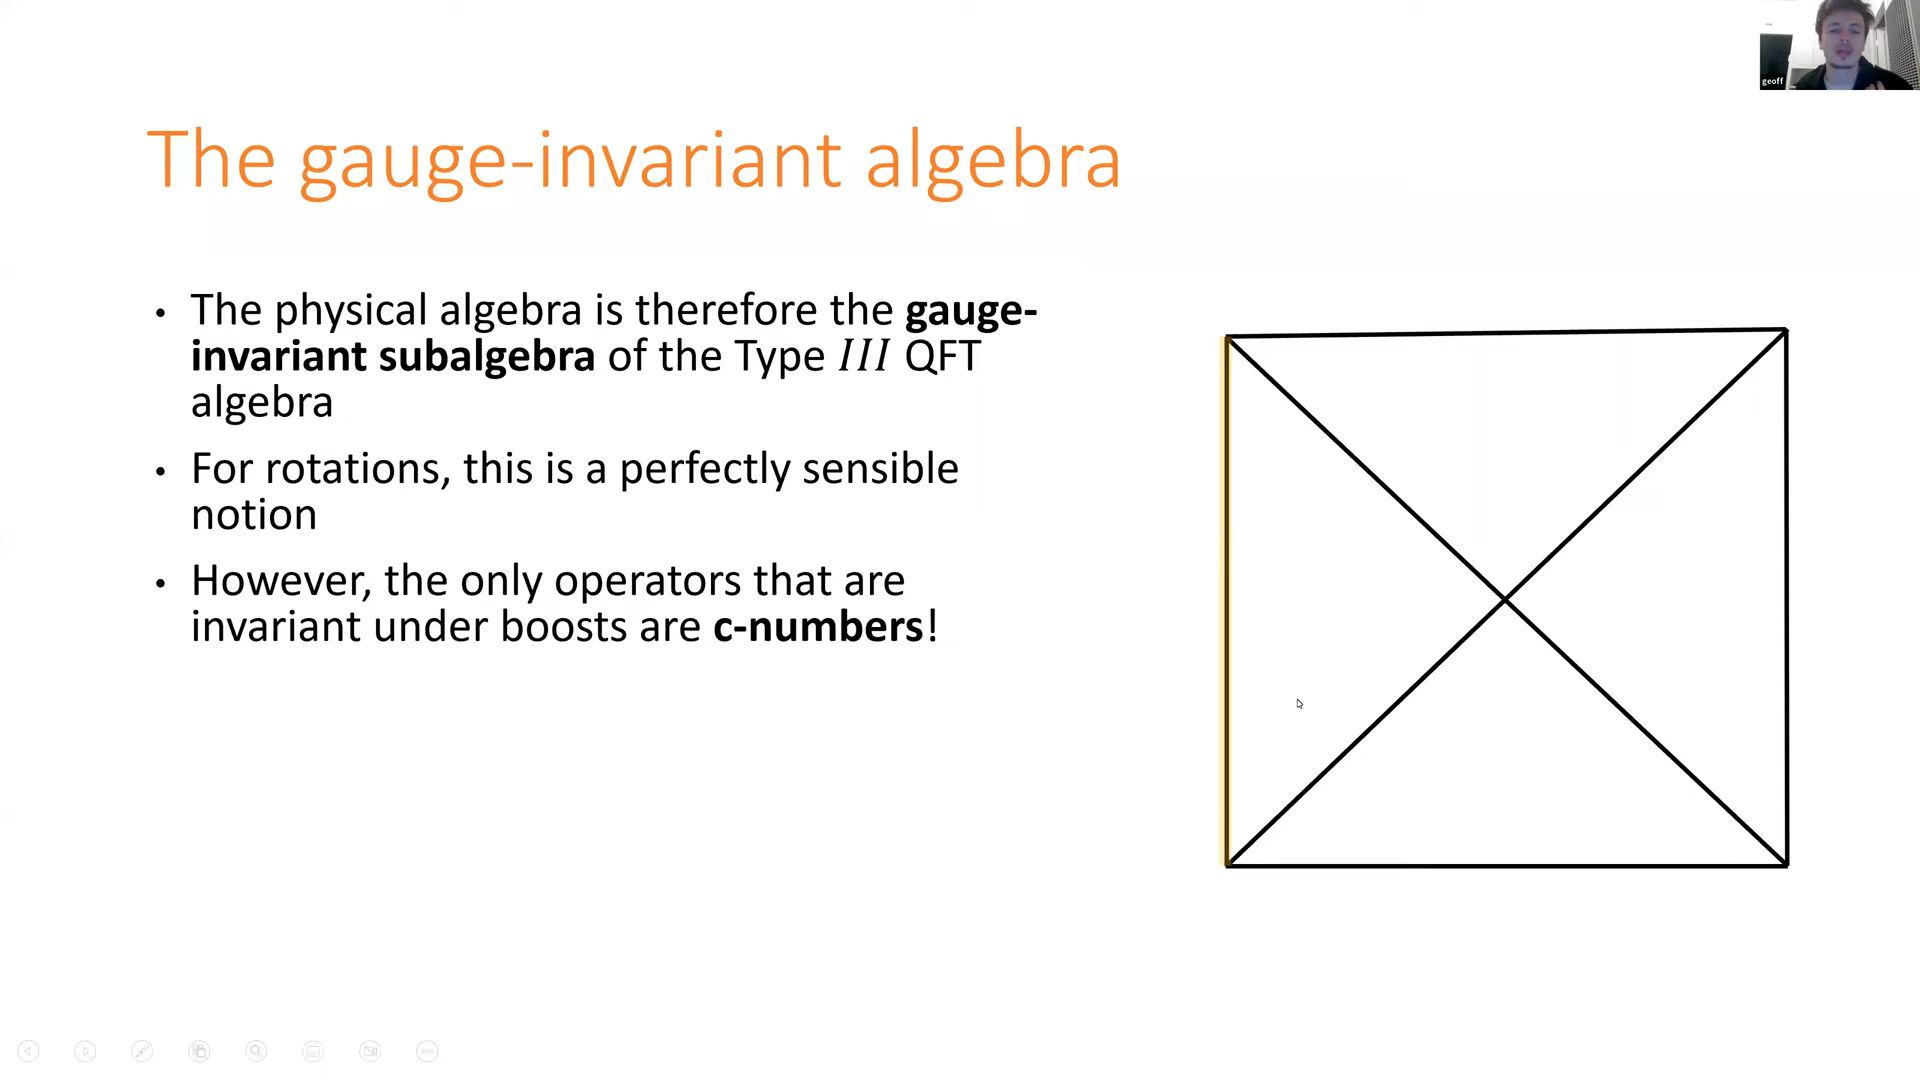 geoff
The gauge-invariant algebra
• The physical algebra is therefore the gauge-
invariant subalgebra of the Type III QFT
algebra
• For rotations, this is a perfectly sensible
notion
• However, the only operators that are
invariant under boosts are c-numbers!